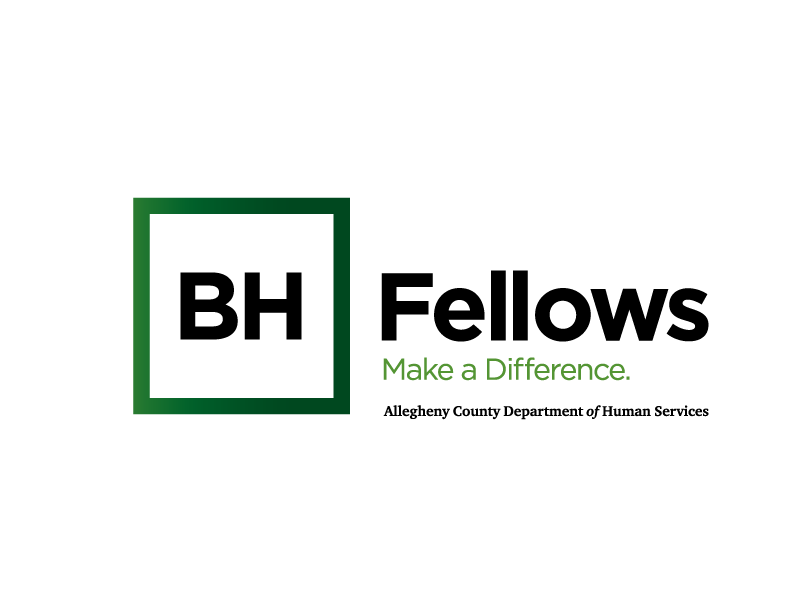 BH Fellows
Make a Difference.
Allegheny County Department of Human Services